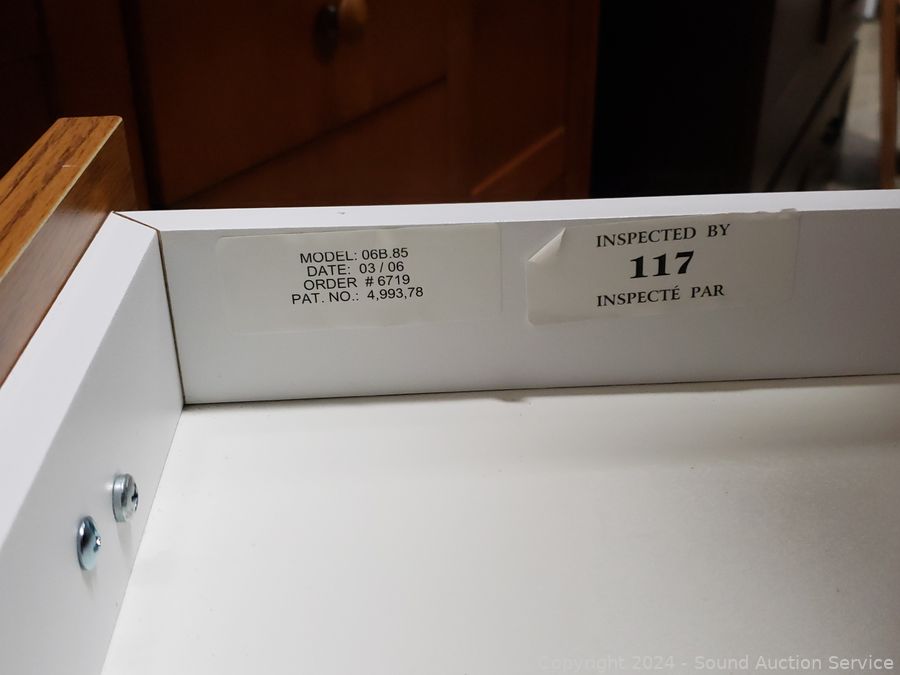 MODEL: 06B.85
DATE: 03 / 06
ORDER # 6719
PAT. NO.: 4,993,78
INSPECTED BY
117
INSPECTÉ PAR
Copyright 2024 - Sound Auction Service